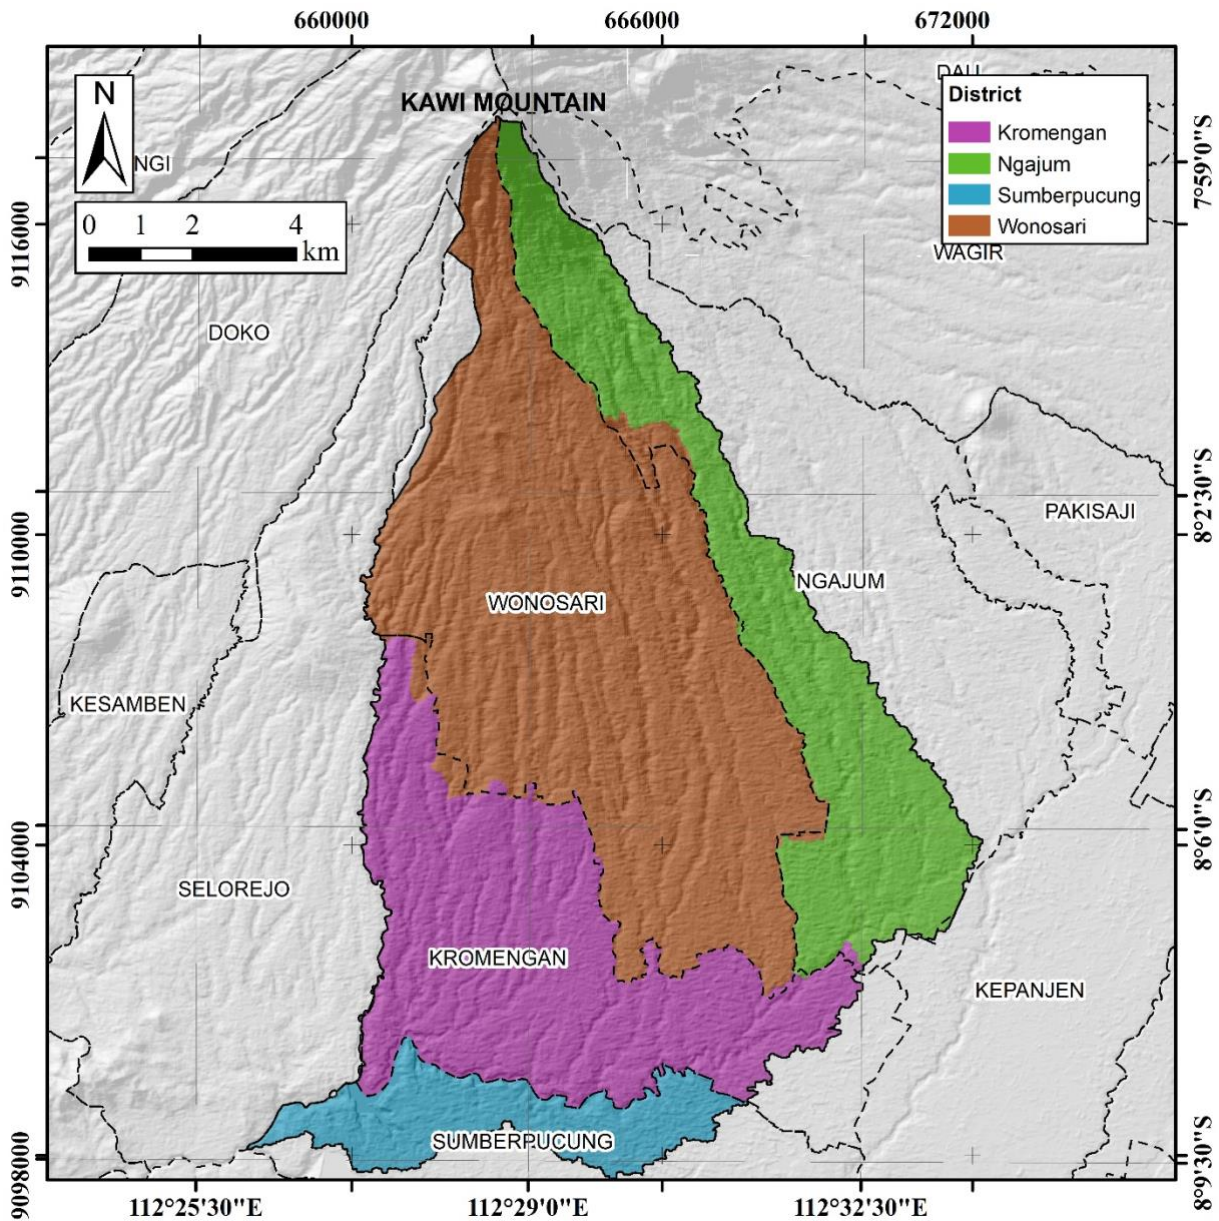 660000 666000 672000
KAWI MOUNTAIN
N
NGI
0 1 2 4
km
District
Kromengan
Ngajum
Sumberpucung
Wonosari
WAGIR
DOKO
PAKISAJI
NGAJUM
WONOSARI
KESAMBEN
SELOREJO
KROMENGAN
KEPANJEN
SUMBERPUCUNG
9116000
9110000
9104000
9098000
7°59'0"S
8°2'30"S
8°6'0"S
8°9'30"S
112°25'30"E 112°29'0"E 112°32'30"E